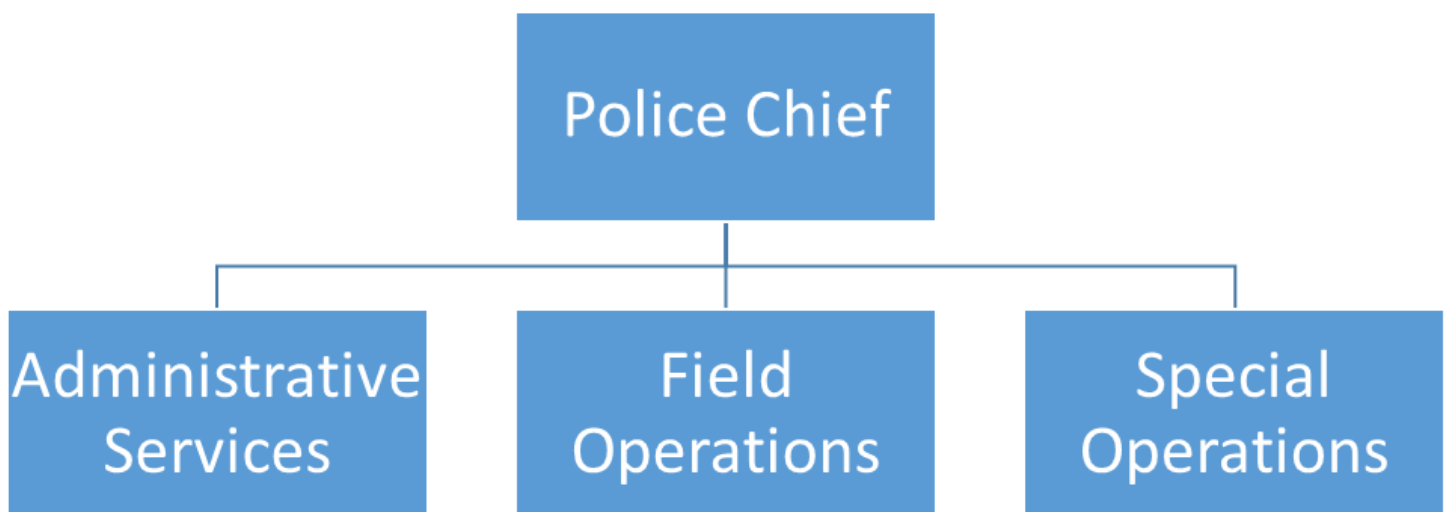 Police Chief
Administrative
Services
Field
Operations
Special
Operations